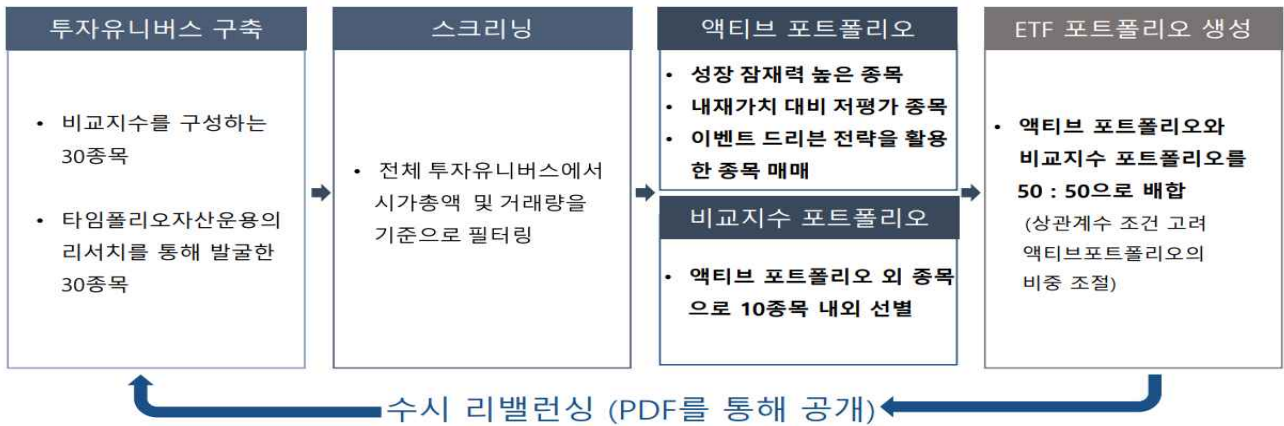 투자유니버스 구축
• 비교지수를 구성하는
30종목
• 타임폴리오자산운용의
리서치를 통해 발굴한
30종목
스크리닝
• 전체 투자유니버스에서
시가총액 및 거래량을
기준으로 필터링
액티브 포트폴리오
• 성장 잠재력 높은 종목
• 내재가치 대비 저평가 종목
• 이벤트 드리븐 전략을 활용
한 종목 매매
비교지수 포트폴리오
• 액티브 포트폴리오 외 종목
으로 10종목 내외 선별
ETF 포트폴리오 생성
• 액티브 포트폴리오와
비교지수 포트폴리오를
50 : 50으로 배합
(상관계수 조건 고려
액티브포트폴리오의
비중 조절)
수시 리밸런싱 (PDF를 통해 공개)